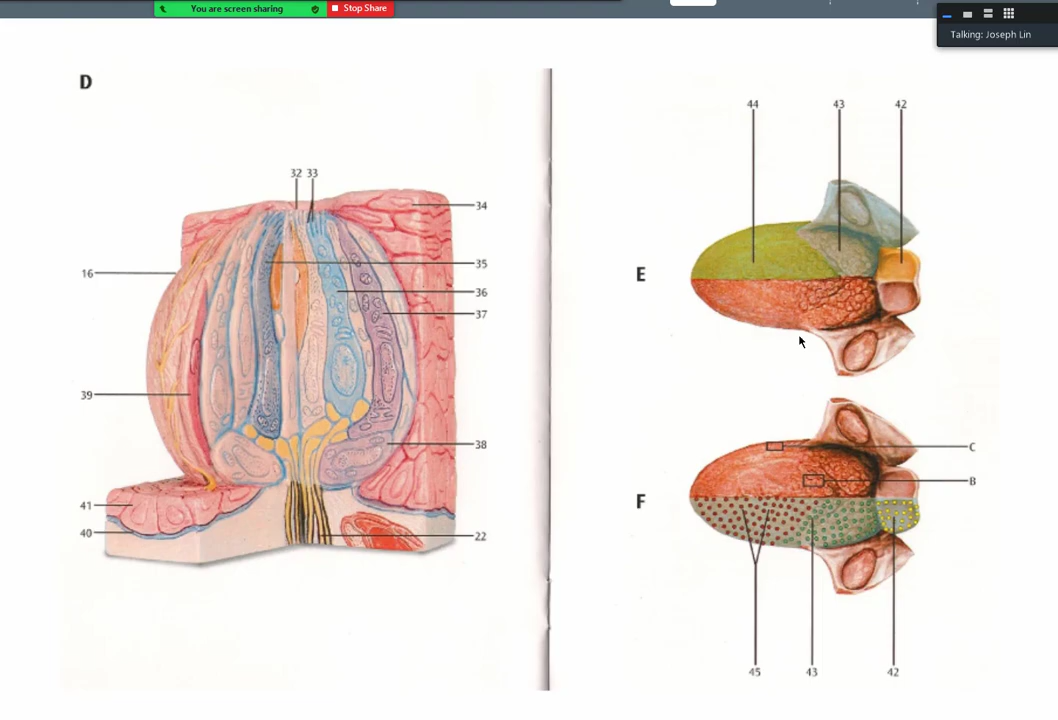 You are screen sharing
Stop Share
Talking: Joseph Lin
D
32 33
34
16
35
36
37
39
38
41
40
22
44 43 42
E
C
B
F
45 43 42